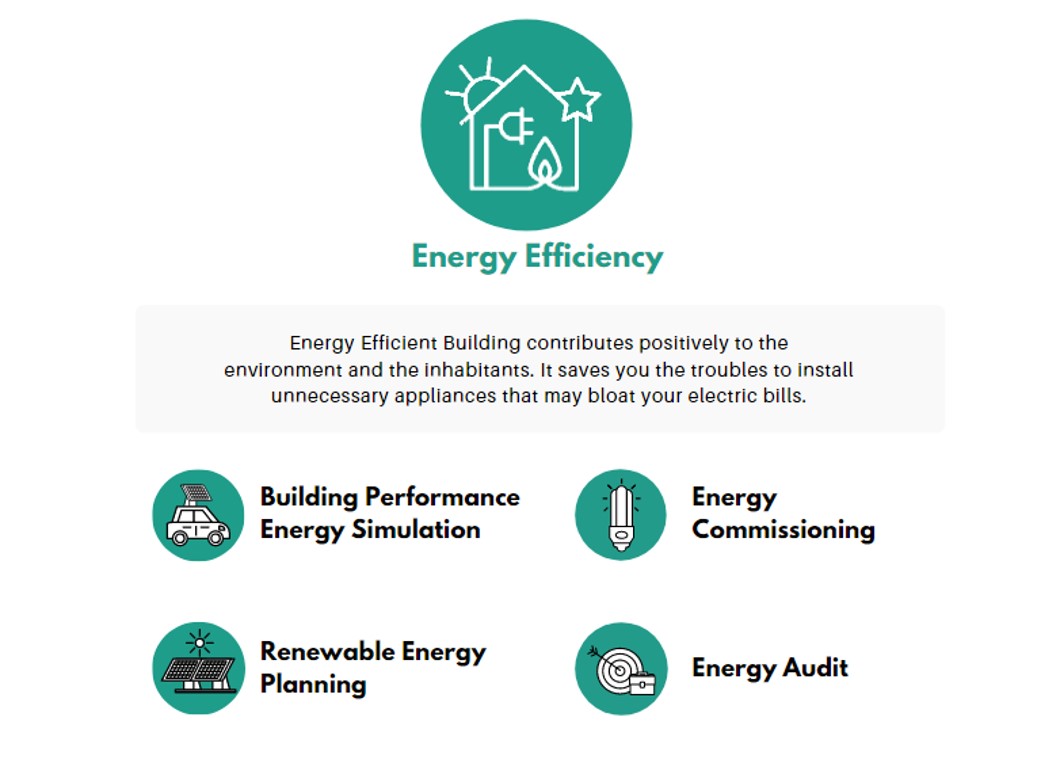 Energy Efficiency
Energy Efficient Building contributes positively to the
environment and the inhabitants. It saves you the troubles to install
unnecessary appliances that may bloat your electric bills.
Building Performance
Energy Simulation
Energy
Commissioning
Renewable Energy
Planning
Energy Audit